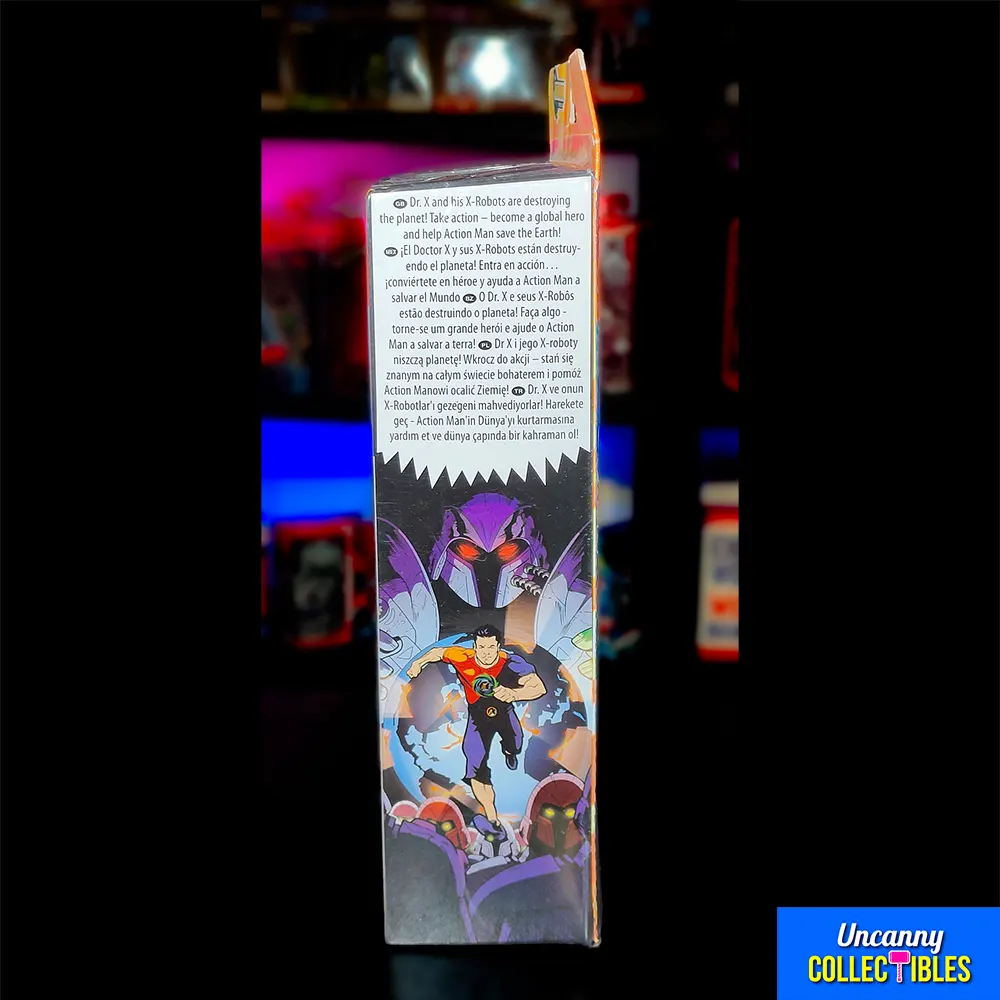 GB Dr. X and his X-Robots are destroying
the planet! Take action – become a global hero
and help Action Man save the Earth!
MEX ¡El Doctor X y sus X-Robots están destruy-
endo el planeta! Entra en acción...
¡conviértete en héroe y ayuda a Action Man a
salvar el Mundo BZ O Dr. X e seus X-Robôs
estão destruindo o planeta! Faça algo -
torne-se um grande herói e ajude o Action
Man a salvar a terra! PL Dr X i jego X-roboty
niszczą planetę! Wkrocz do akcji – stań się
znanym na całym świecie bohaterem i pomóż
Action Manowi ocalić Ziemię! TR Dr. X ve onun
X-Robotlar'ı gezegeni mahvediyorlar! Harekete
geç - Action Man'in Dünya'yı kurtarmasına
yardım et ve dünya çapında bir kahraman ol!
Uncanny
COLLECTIBLES